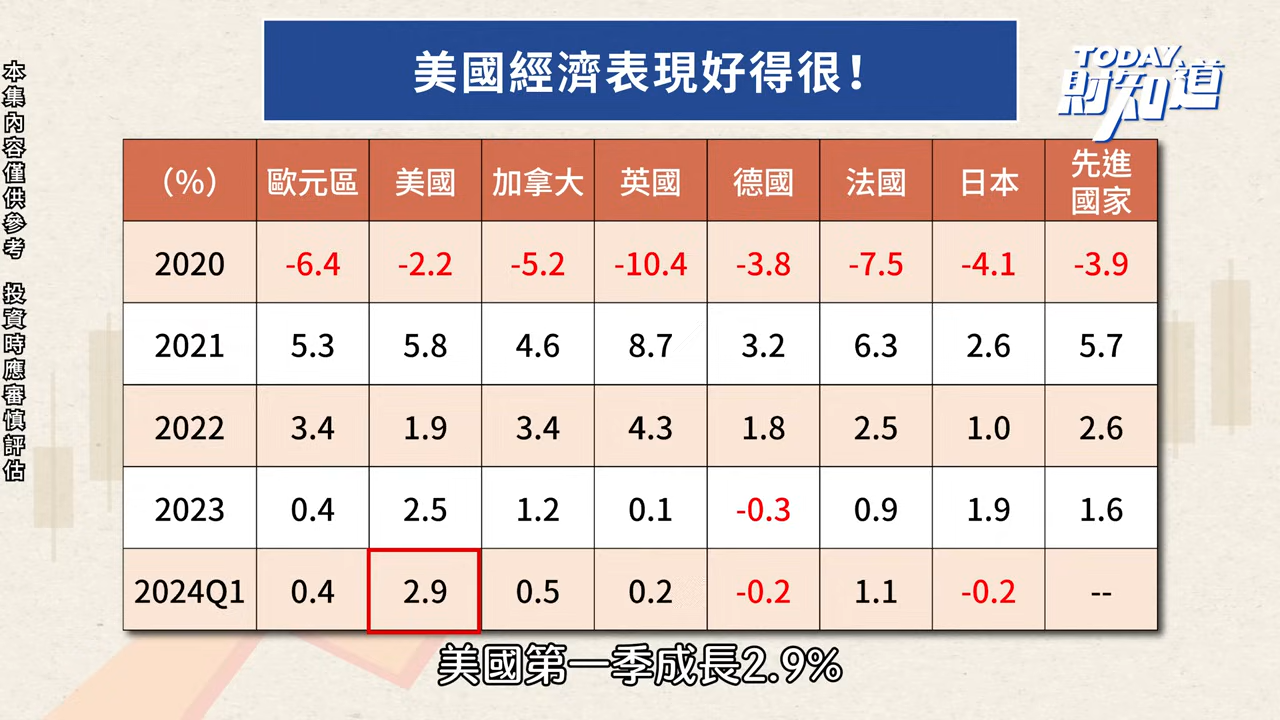 美國經濟表現好得很！
TODAY
財知道
本集內容僅供參考 投資時應審慎評估
（%） 歐元區 美國 加拿大 英國 德國 法國 日本 先進國家
2020 -6.4 -2.2 -5.2 -10.4 -3.8 -7.5 -4.1 -3.9
2021 5.3 5.8 4.6 8.7 3.2 6.3 2.6 5.7
2022 3.4 1.9 3.4 4.3 1.8 2.5 1.0 2.6
2023 0.4 2.5 1.2 0.1 -0.3 0.9 1.9 1.6
2024Q1 0.4 2.9 0.5 0.2 -0.2 1.1 -0.2 --
美國第一季成長2.9%